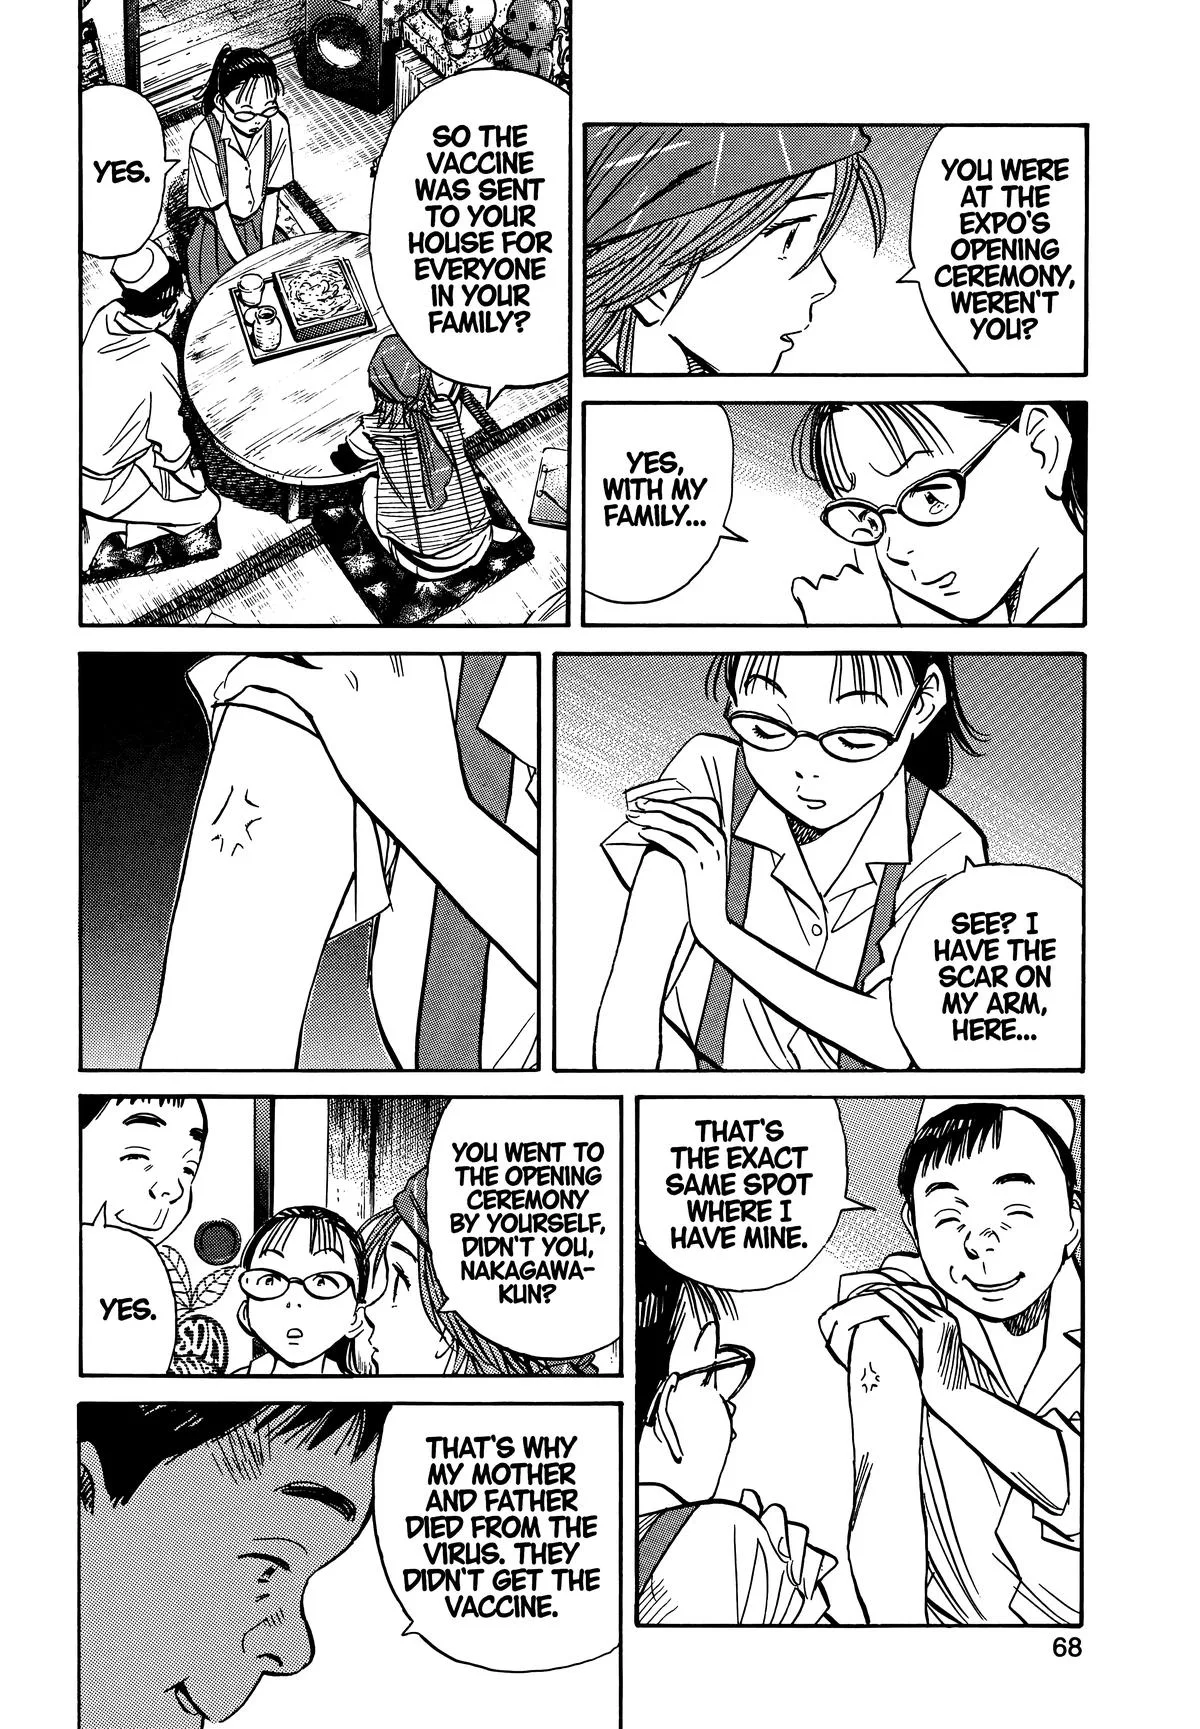 YOU WERE
AT THE
EXPO'S
OPENING
CEREMONY,
WEREN'T
YOU?
YES,
WITH MY
FAMILY...
SO THE
VACCINE
WAS SENT
TO YOUR
HOUSE FOR
EVERYONE
IN YOUR
FAMILY?
YES.
SEE? I
HAVE THE
SCAR ON
MY ARM,
HERE...
THAT'S
THE EXACT
SAME SPOT
WHERE I
HAVE MINE.
YOU WENT TO
THE OPENING
CEREMONY
BY YOURSELF,
DIDN'T YOU,
NAKAGAWA-
KUN?
YES.
THAT'S WHY
MY MOTHER
AND FATHER
DIED FROM THE
VIRUS. THEY
DIDN'T GET THE
VACCINE.
68